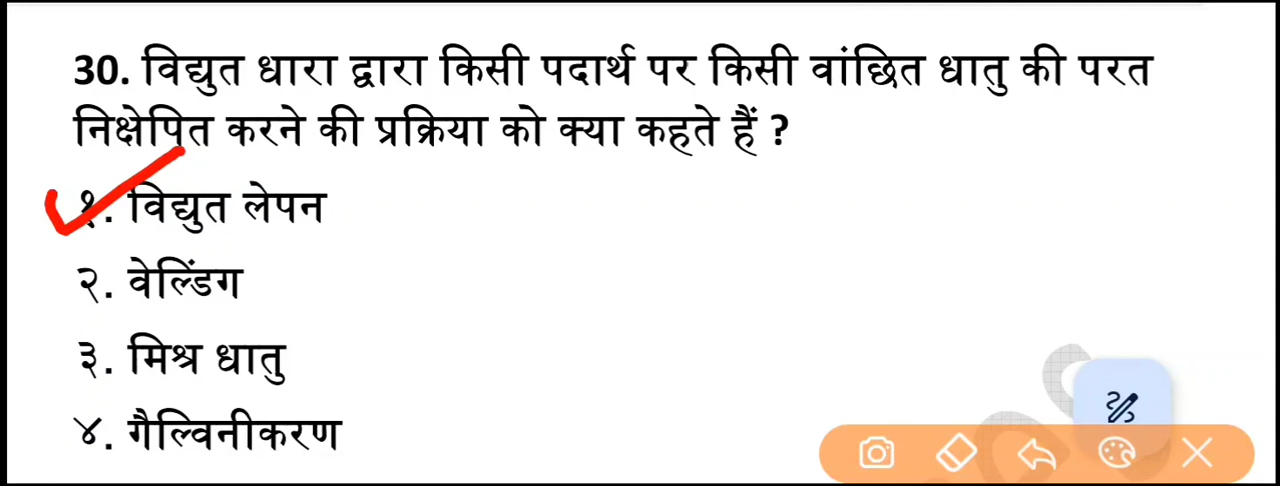 30. विद्युत धारा द्वारा किसी पदार्थ पर किसी वांछित धातु की परत
निक्षेपित करने की प्रक्रिया को क्या कहते हैं ?
१. विद्युत लेपन
२. वेल्डिंग
३. मिश्र धातु
४. गैल्विनीकरण